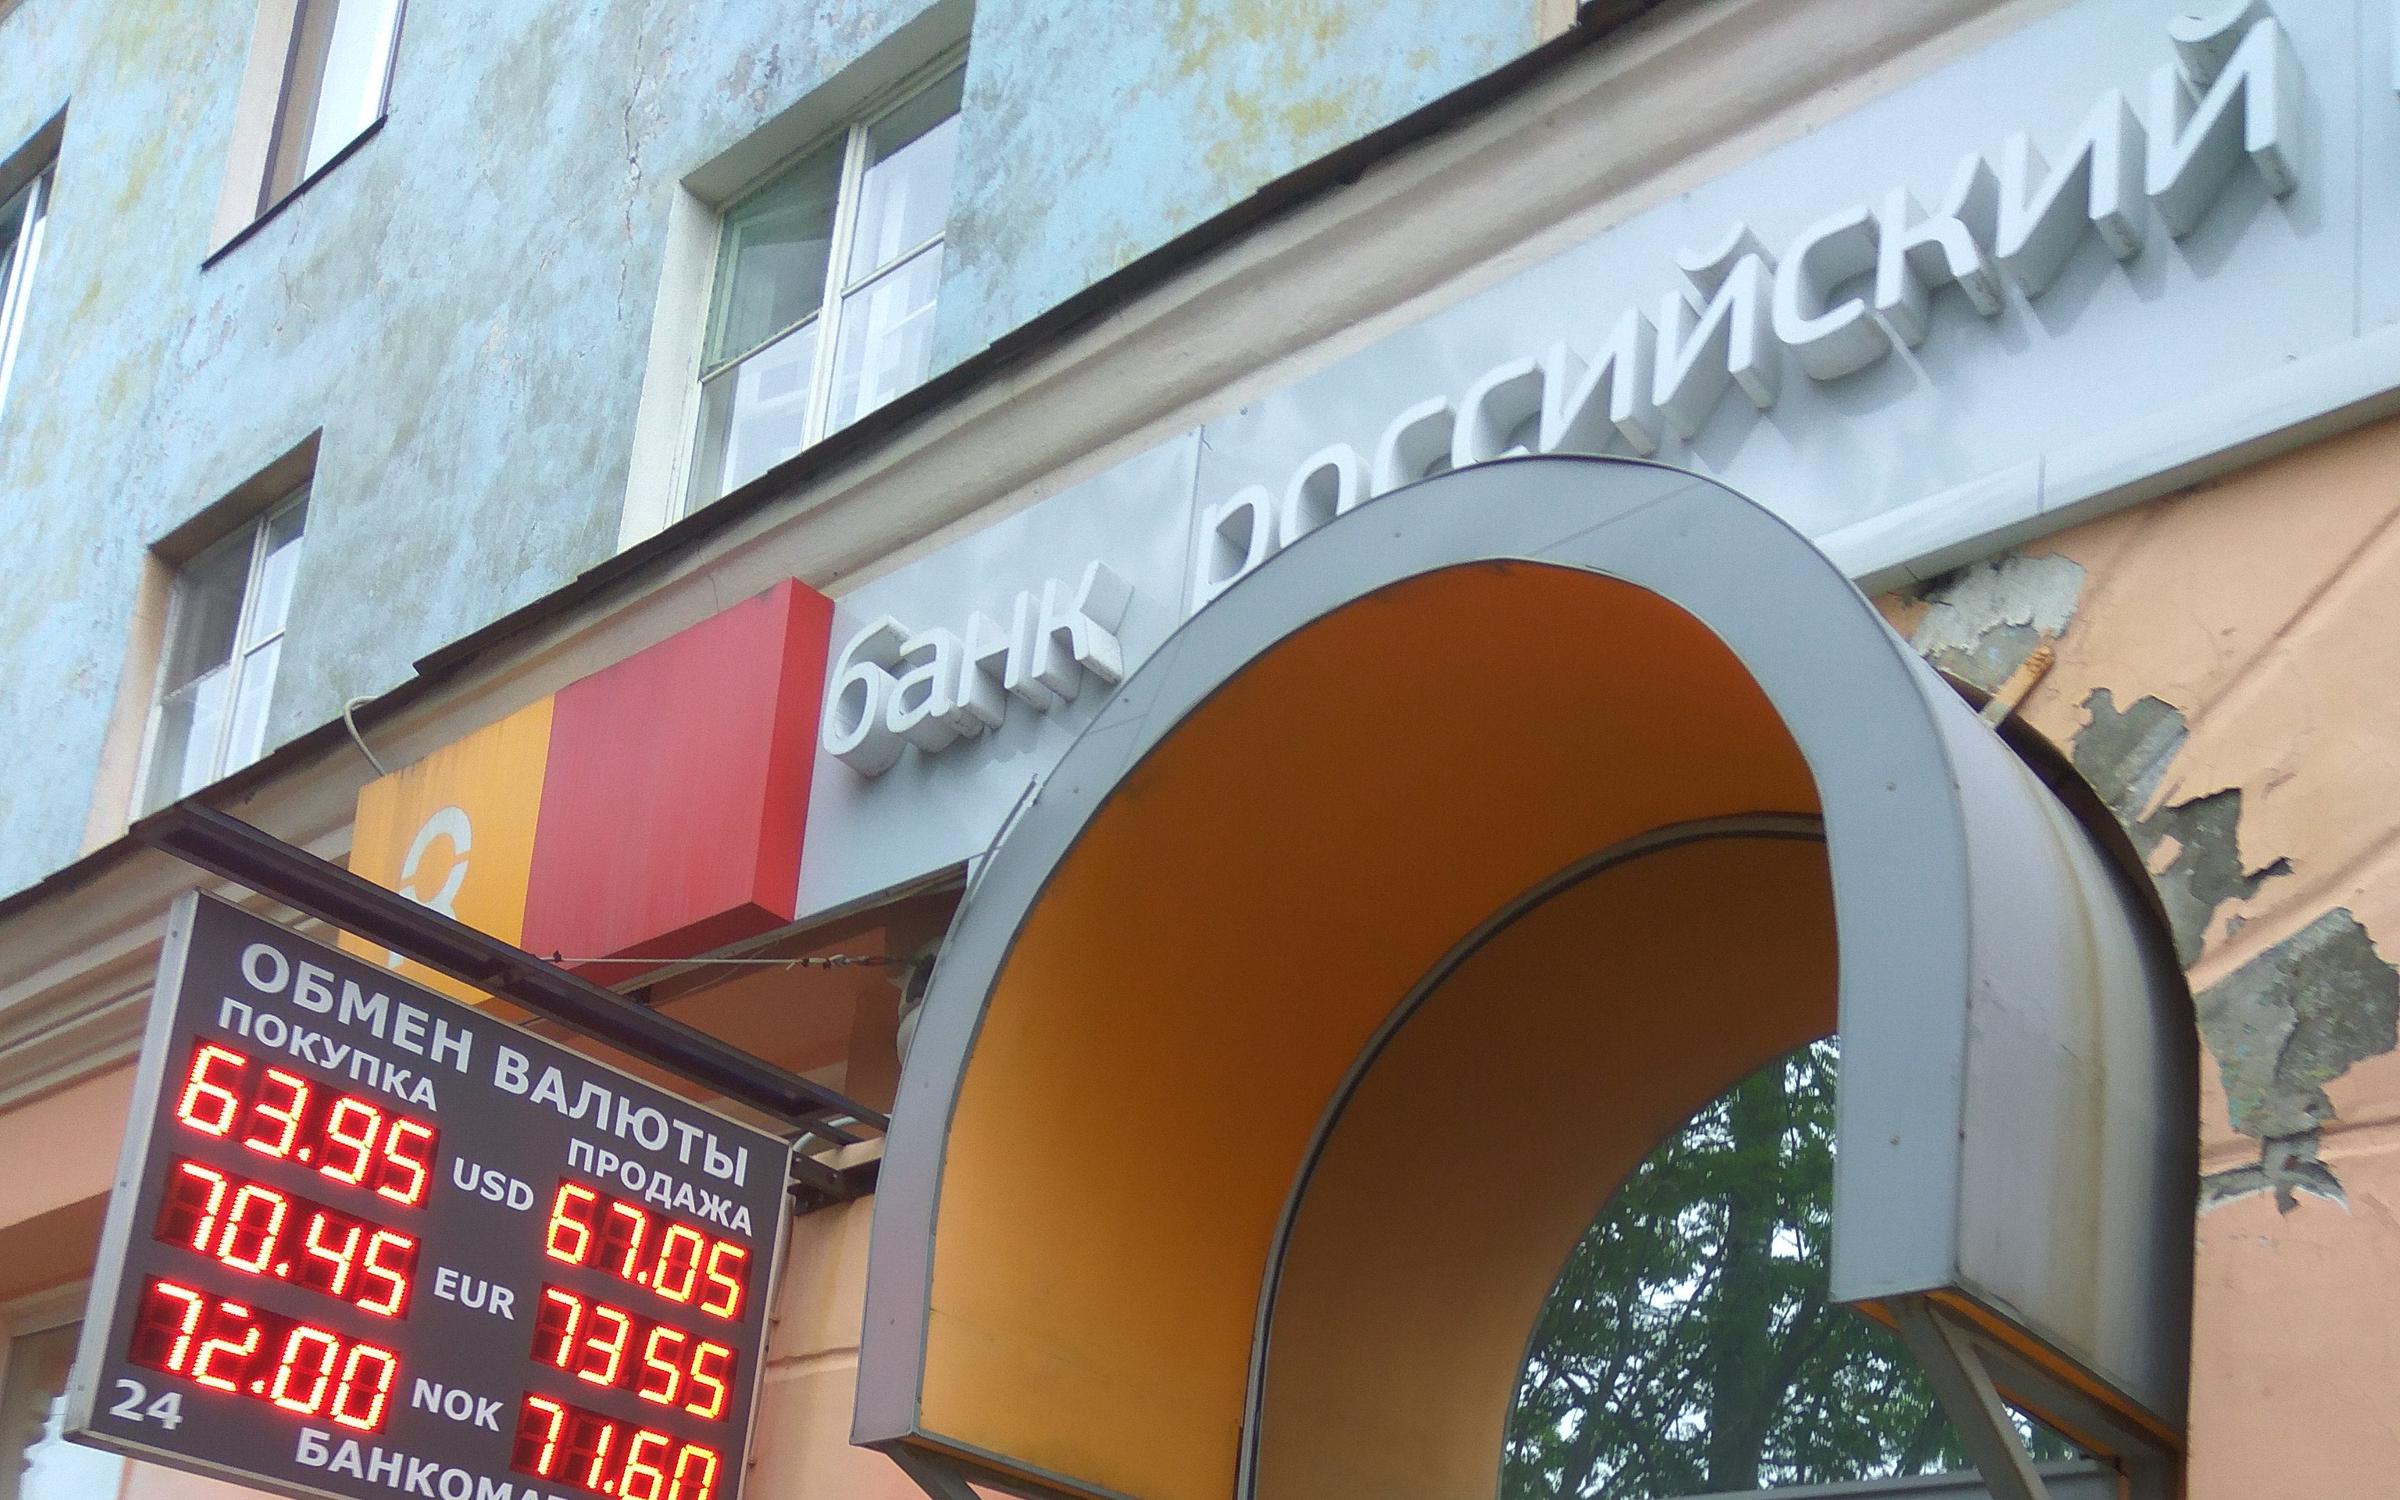 банк российский
ОБМЕН ВАЛЮТЫ
ПОКУПКА ПРОДАЖА
63.95 USD 67.05
70.45 EUR 73.55
72.00 NOK 71.60
24